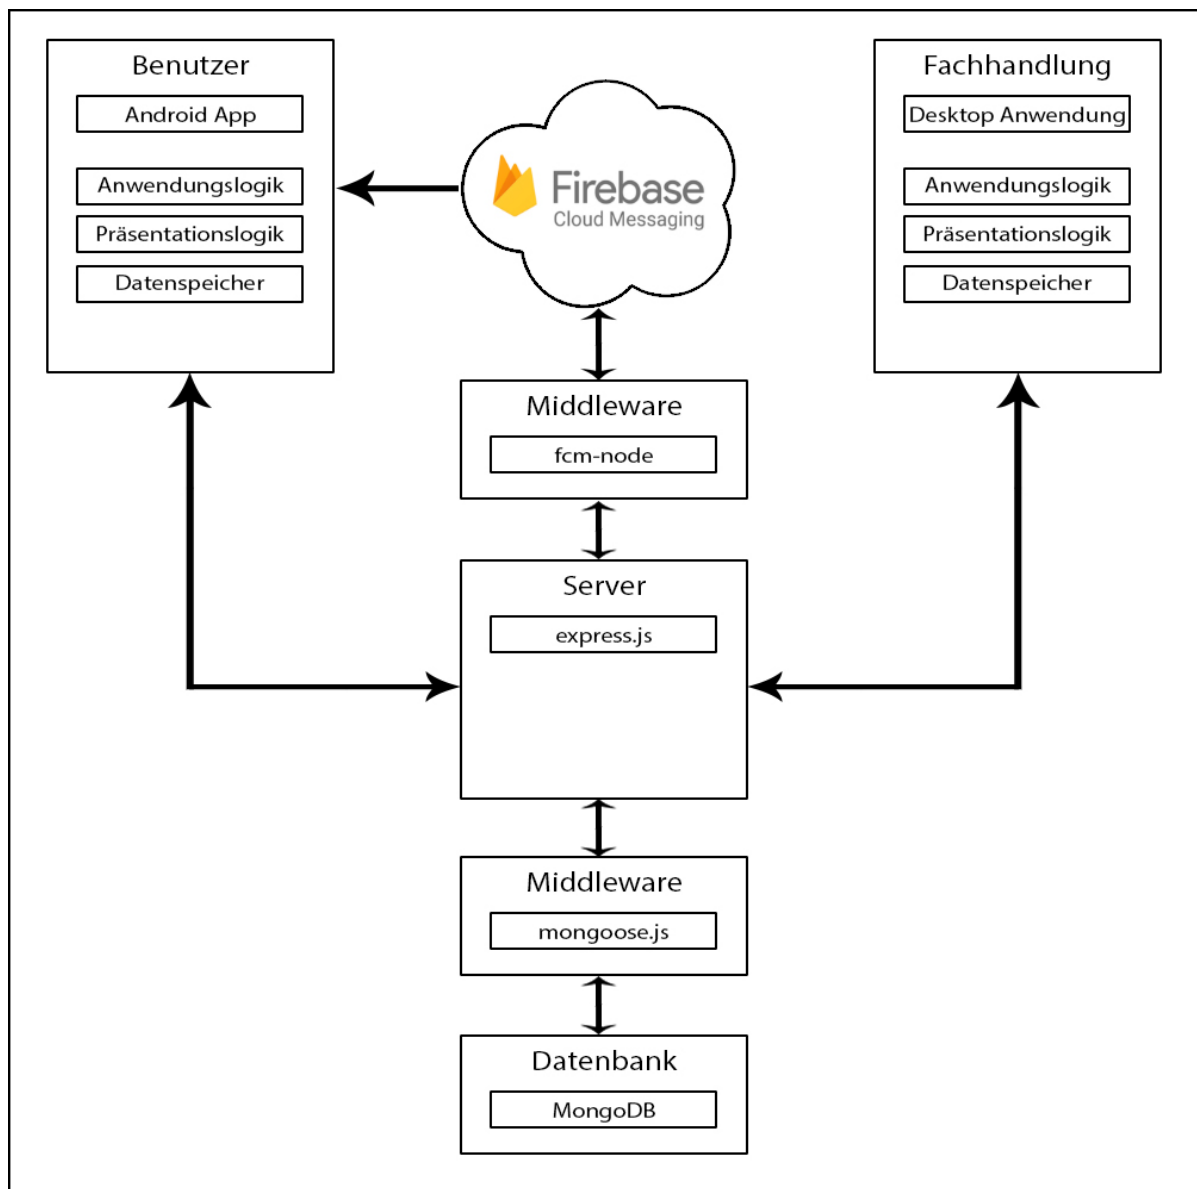 Benutzer
Android App
Anwendungslogik
Präsentationslogik
Datenspeicher
Firebase
Cloud Messaging
Fachhandlung
Desktop Anwendung
Anwendungslogik
Präsentationslogik
Datenspeicher
Middleware
fcm-node
Server
express.js
Middleware
mongoose.js
Datenbank
MongoDB